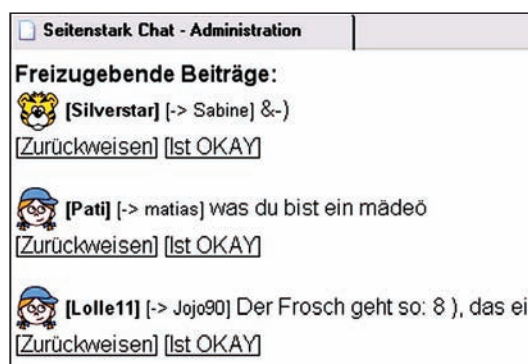 Seitenstark Chat - Administration
Freizugebende Beiträge:
[Silverstar] [-> Sabine] &-)
[Zurückweisen] [Ist OKAY]
[Pati] [-> matias] was du bist ein mädeö
[Zurückweisen] [Ist OKAY]
[Lolle11] [-> Jojo90] Der Frosch geht so: 8 ), das ei
[Zurückweisen] [Ist OKAY]